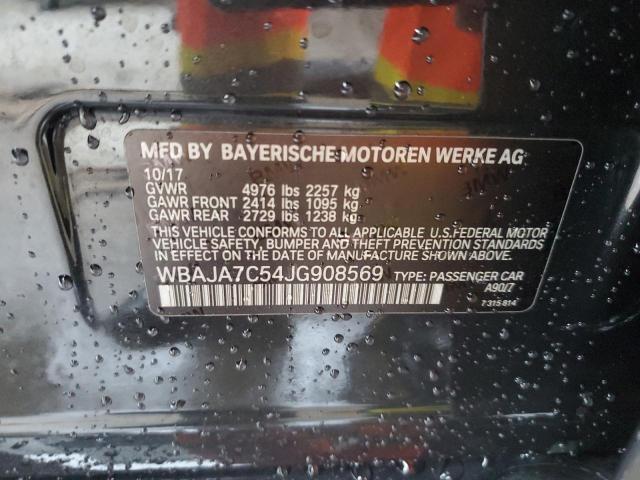 MFD BY BAYERISCHE MOTOREN WERKE AG
10/17
GVWR 4976 lbs 2257 kg
GAWR FRONT 2414 lbs 1095 kg
GAWR REAR 2729 lbs 1238 kg
THIS VEHICLE CONFORMS TO ALL APPLICABLE U.S. FEDERAL MOTOR
VEHICLE SAFETY, BUMPER AND THEFT PREVENTION STANDARDS
IN EFFECT ON THE DATE OF MANUFACTURE SHOWN ABOVE.
WBAJA7C54JG908569 TYPE: PASSENGER CAR
A90/7
7 315 814